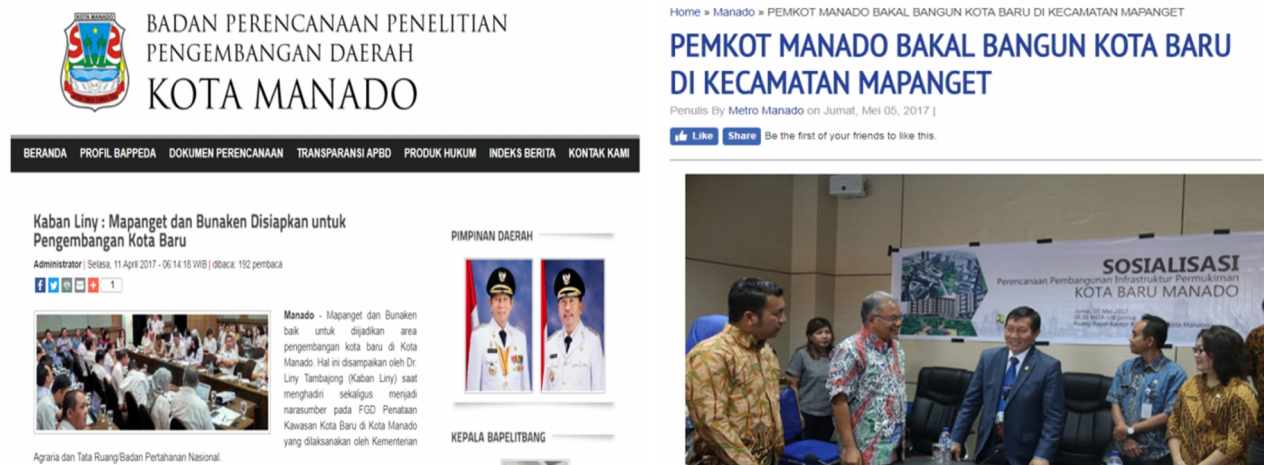 BADAN PERENCANAAN PENELITIAN
PENGEMBANGAN DAERAH
KOTA MANADO
BERANDA PROFIL BAPPEDA DOKUMEN PERENCANAAN TRANSPARANSI APBD PRODUK HUKUM INDEKS BERITA KONTAK KAMI
Kaban Liny : Mapanget dan Bunaken Disiapkan untuk
Pengembangan Kota Baru
Administrator | Selasa, 11 April 2017 - 06:14:18 WIB | dibaca: 192 pembaca
1
Manado - Mapanget dan Bunaken
baik untuk dijadikan area
pengembangan kota baru di Kota
Manado. Hal ini disampaikan oleh Dr.
Liny Tambajong (Kaban Liny) saat
menghadiri sekaligus menjadi
narasumber pada FGD Penataan
Kawasan Kota Baru di Kota Manado
yang dilaksanakan oleh Kementerian
Agraria dan Tata Ruang/Badan Pertahanan Nasional.
PIMPINAN DAERAH
KEPALA BAPELITBANG
Home » Manado » PEMKOT MANADO BAKAL BANGUN KOTA BARU DI KECAMATAN MAPANGET
PEMKOT MANADO BAKAL BANGUN KOTA BARU
DI KECAMATAN MAPANGET
Penulis By Metro Manado on Jumat, Mei 05, 2017 |
Like Share Be the first of your friends to like this.
SOSIALISASI
Perencanaan Pembangunan Infrastruktur Permukiman
KOTA BARU MANADO
Jumat, 05 Mei 2017
Ruang Rapat Kantor